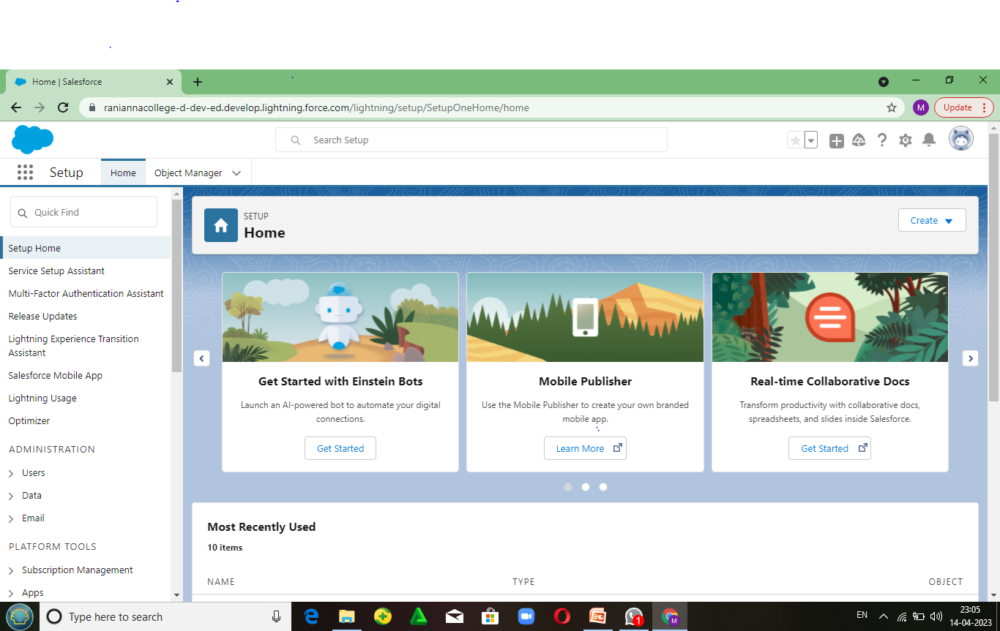 Home | Salesforce
raniannacollege-d-dev-ed.develop.lightning.force.com/lightning/setup/SetupOneHome/home
M
Update
Search Setup
Setup
Home
Object Manager
Quick Find
Setup Home
Service Setup Assistant
Multi-Factor Authentication Assistant
Release Updates
Lightning Experience Transition
Assistant
Salesforce Mobile App
Lightning Usage
Optimizer
ADMINISTRATION
Users
Data
Email
PLATFORM TOOLS
Subscription Management
Apps
SETUP
Home
Create
Get Started with Einstein Bots
Launch an AI-powered bot to automate your digital
connections.
Get Started
Mobile Publisher
Use the Mobile Publisher to create your own branded
mobile app.
Learn More
Real-time Collaborative Docs
Transform productivity with collaborative docs,
spreadsheets, and slides inside Salesforce.
Get Started
Most Recently Used
10 items
NAME TYPE OBJECT
Type here to search
1
M
EN
23:05
14-04-2023